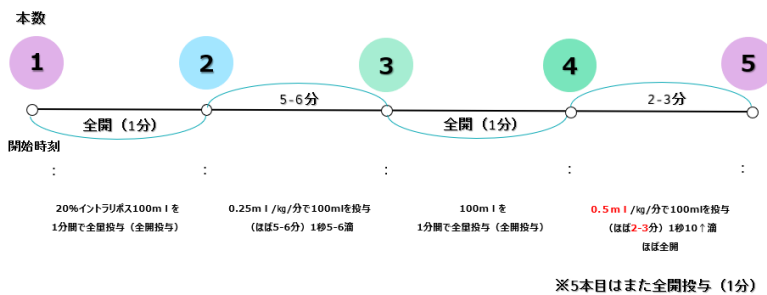 本数
1
2
3
4
5
5-6分
2-3分
全開（1分）
全開（1分）
開始時刻
:
:
:
:
:
20%イントラリポス100ｍｌを
1分間で全量投与（全開投与）
0.25ｍｌ/㎏/分で100mlを投与
（ほぼ5-6分）1秒5-6滴
100mlを
1分間で全量投与（全開投与）
0.5ｍｌ/㎏/分で100mlを投与
（ほぼ2-3分）1秒10↑滴
ほぼ全開
※5本目はまた全開投与（1分）